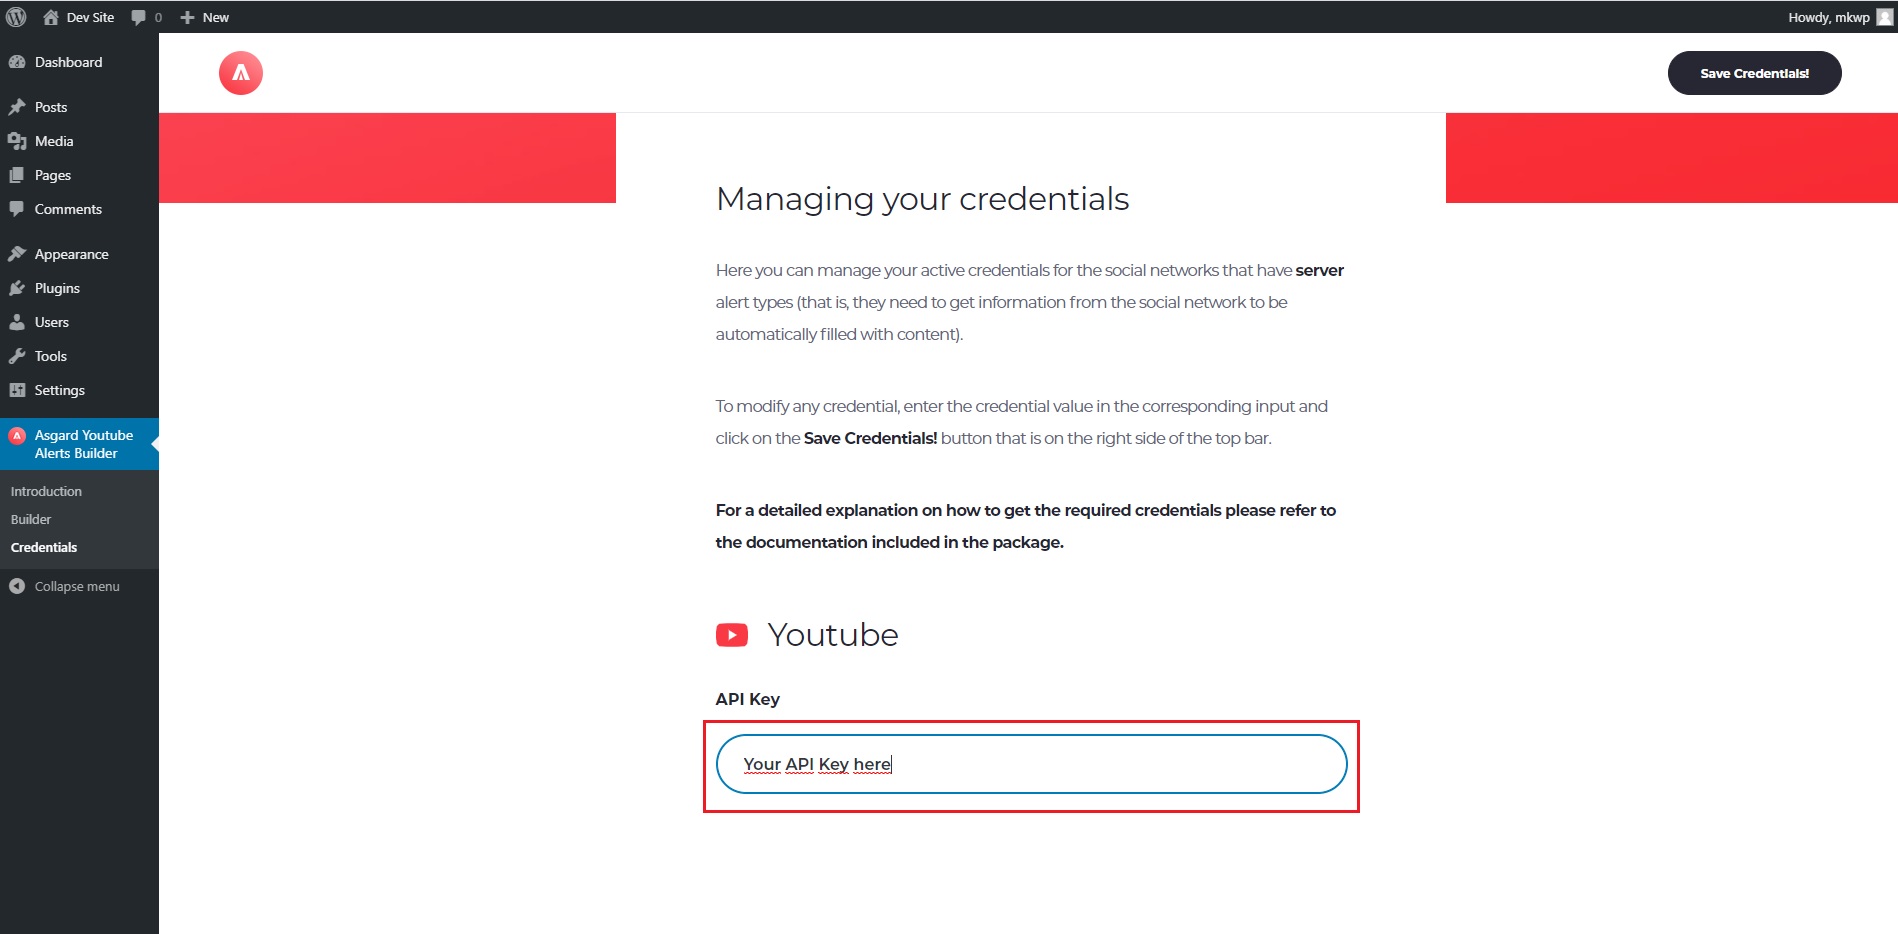 Dev Site 0 New Howdy, mkwp
Dashboard
Posts
Media
Pages
Comments
Appearance
Plugins
Users
Tools
Settings
Asgard Youtube
Alerts Builder
Introduction
Builder
Credentials
Collapse menu
Save Credentials!
Managing your credentials
Here you can manage your active credentials for the social networks that have server
alert types (that is, they need to get information from the social network to be
automatically filled with content).
To modify any credential, enter the credential value in the corresponding input and
click on the Save Credentials! button that is on the right side of the top bar.
For a detailed explanation on how to get the required credentials please refer to
the documentation included in the package.
Youtube
API Key
Your API Key here